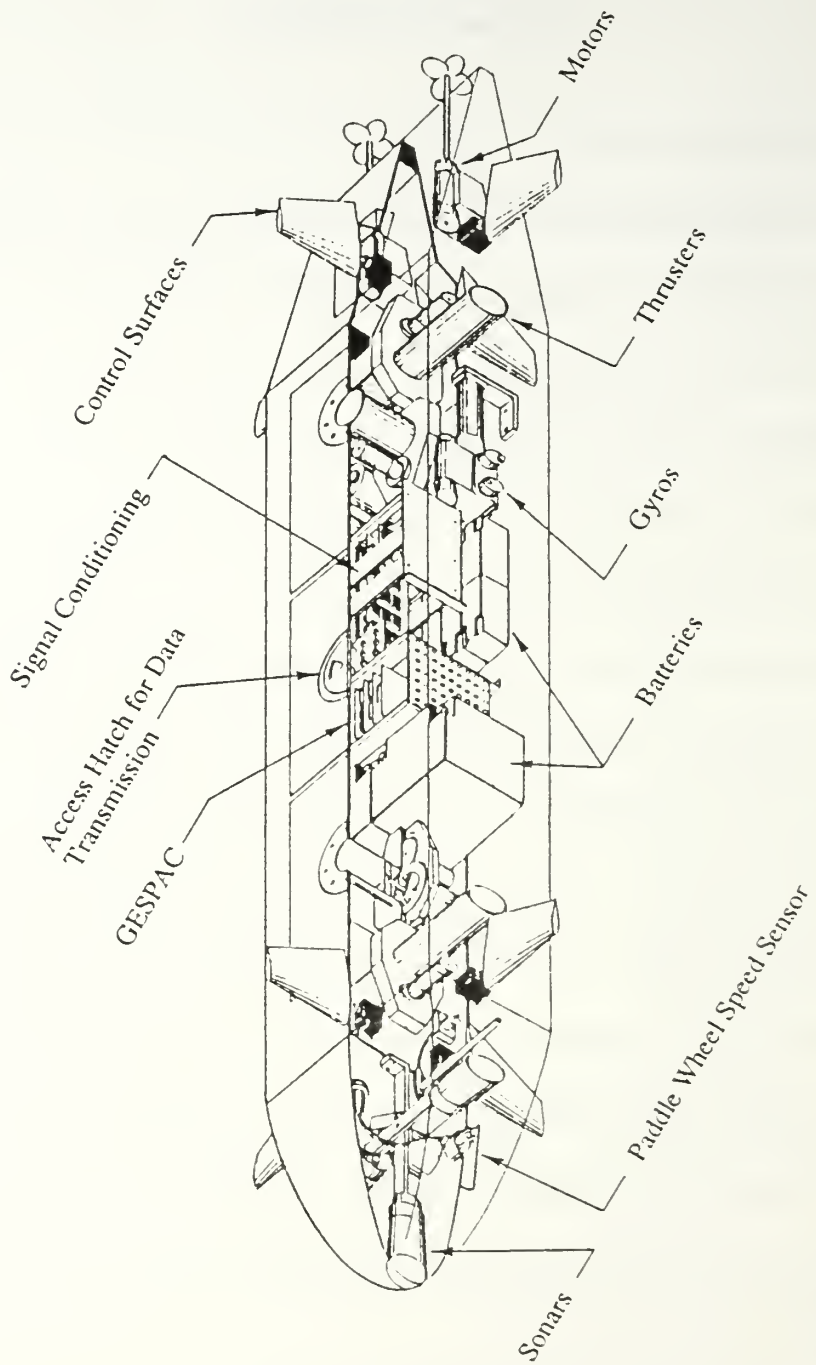 Control Surfaces
Signal Conditioning
Access Hatch for Data
Transmission
GESPAC
Motors
Thrusters
Gyros
Batteries
Paddle Wheel Speed Sensor
Sonars